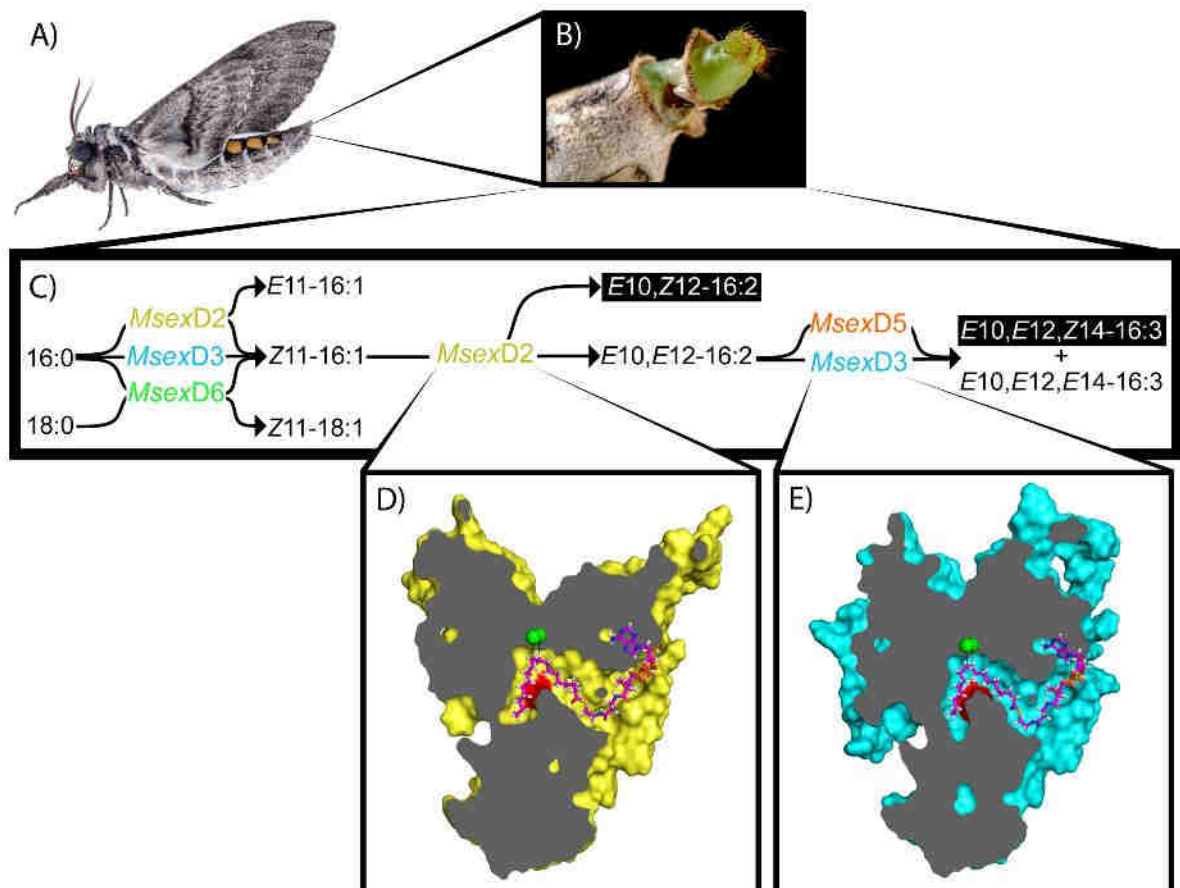 A)
B)
C)
E11-16:1
E10,Z12-16:2
MsexD2
MsexD5
E10,E12,Z14-16:3
16:0
MsexD3
Z11-16:1
MsexD2
E10,E12-16:2
MsexD3
+
MsexD6
E10,E12,E14-16:3
18:0
Z11-18:1
D)
E)